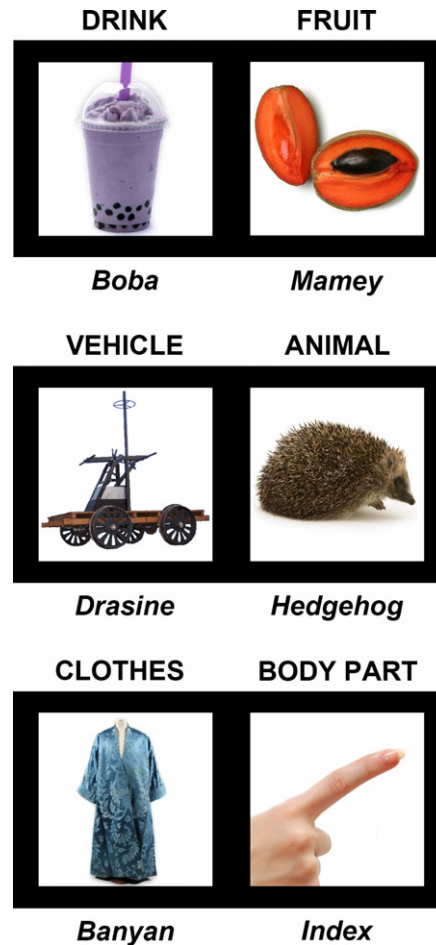 DRINK FRUIT
Boba Mamey
VEHICLE ANIMAL
Drasine Hedgehog
CLOTHES BODY PART
Banyan Index